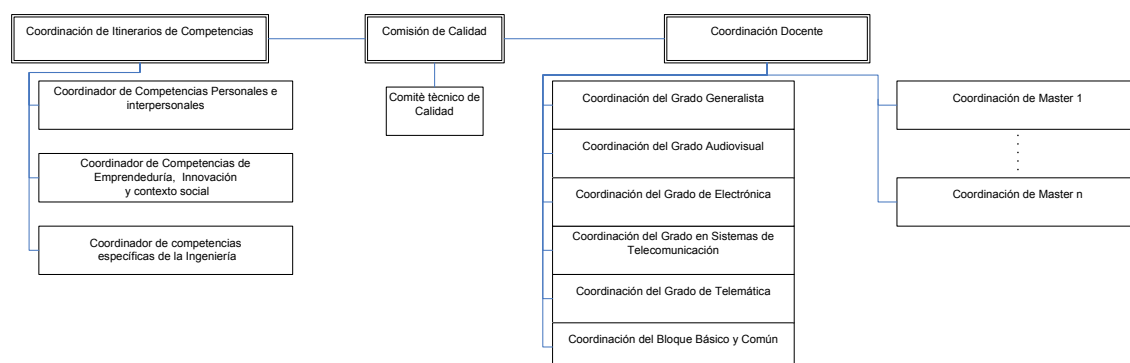 Coordinación de Itinerarios de Competencias
Comisión de Calidad
Coordinación Docente
Coordinador de Competencias Personales e
interpersonales
Coordinador de Competencias de
Emprendeduría, Innovación
y contexto social
Coordinador de competencias
específicas de la Ingeniería
Comitè tècnico de
Calidad
Coordinación del Grado Generalista
Coordinación del Grado Audiovisual
Coordinación del Grado de Electrónica
Coordinación del Grado en Sistemas de
Telecomunicación
Coordinación del Grado de Telemática
Coordinación del Bloque Básico y Común
Coordinación de Master 1
Coordinación de Master n